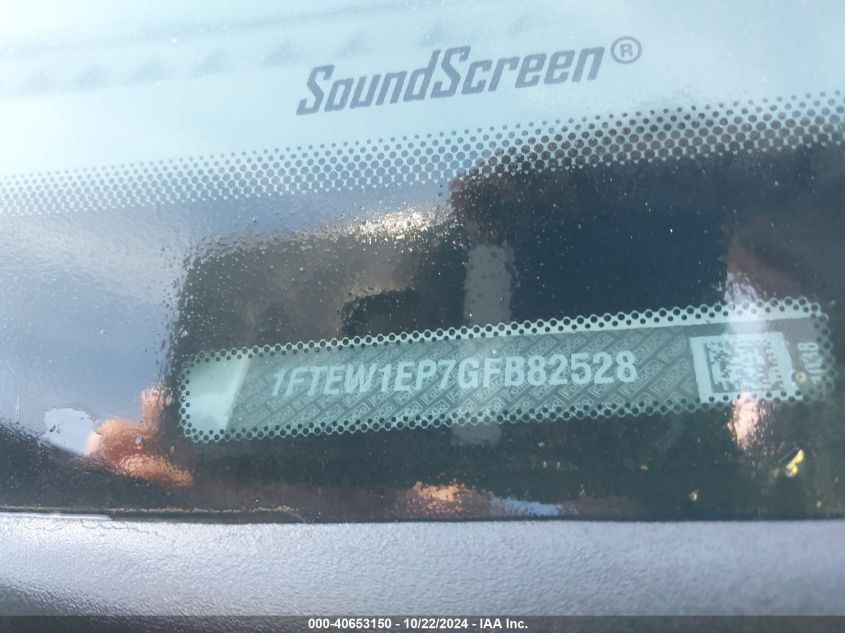 SoundScreen®
1FTEW1EP7GFB82528
000-40653150 - 10/22/2024 - IAA Inc.